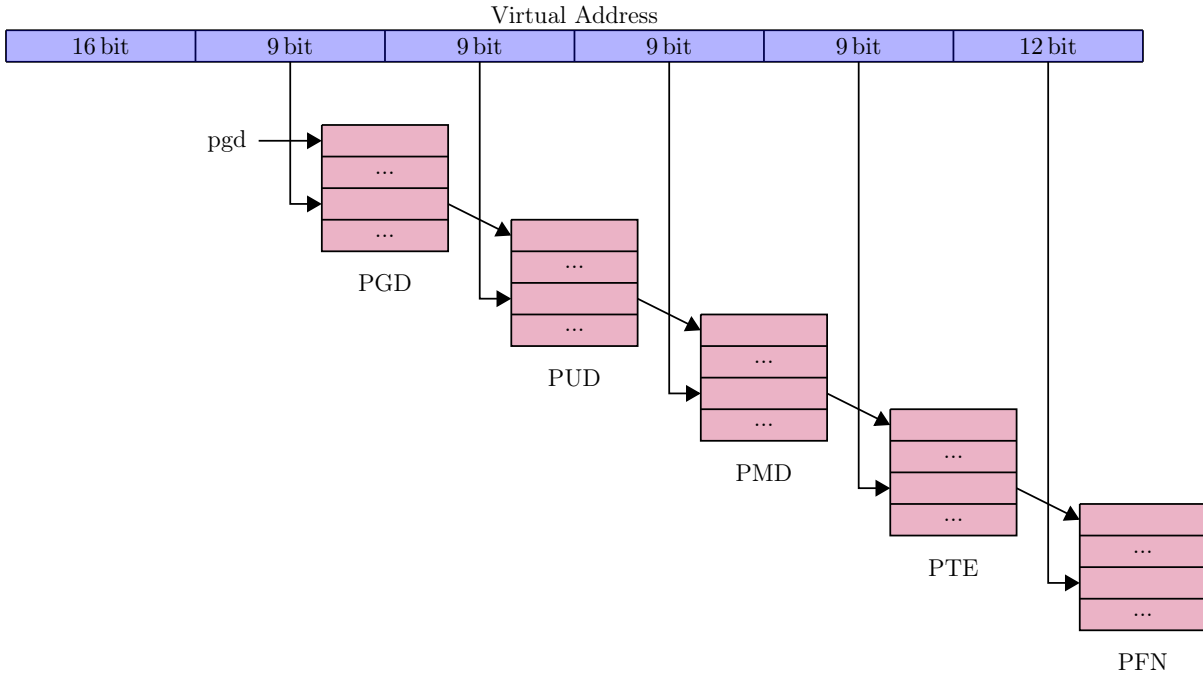 Virtual Address
16 bit 9 bit 9 bit 9 bit 9 bit 12 bit
pgd
...
...
PGD
...
...
PUD
...
...
PMD
...
...
PTE
...
...
PFN